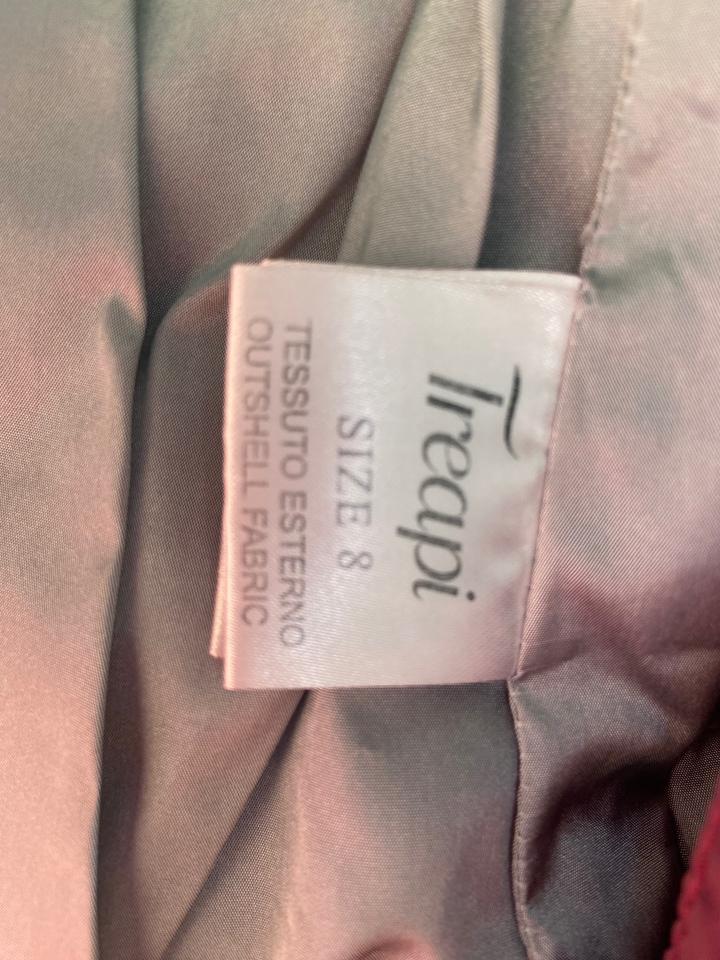 Treapi
SIZE 8
TESSUTO ESTERNO
OUTSHELL FABRIC